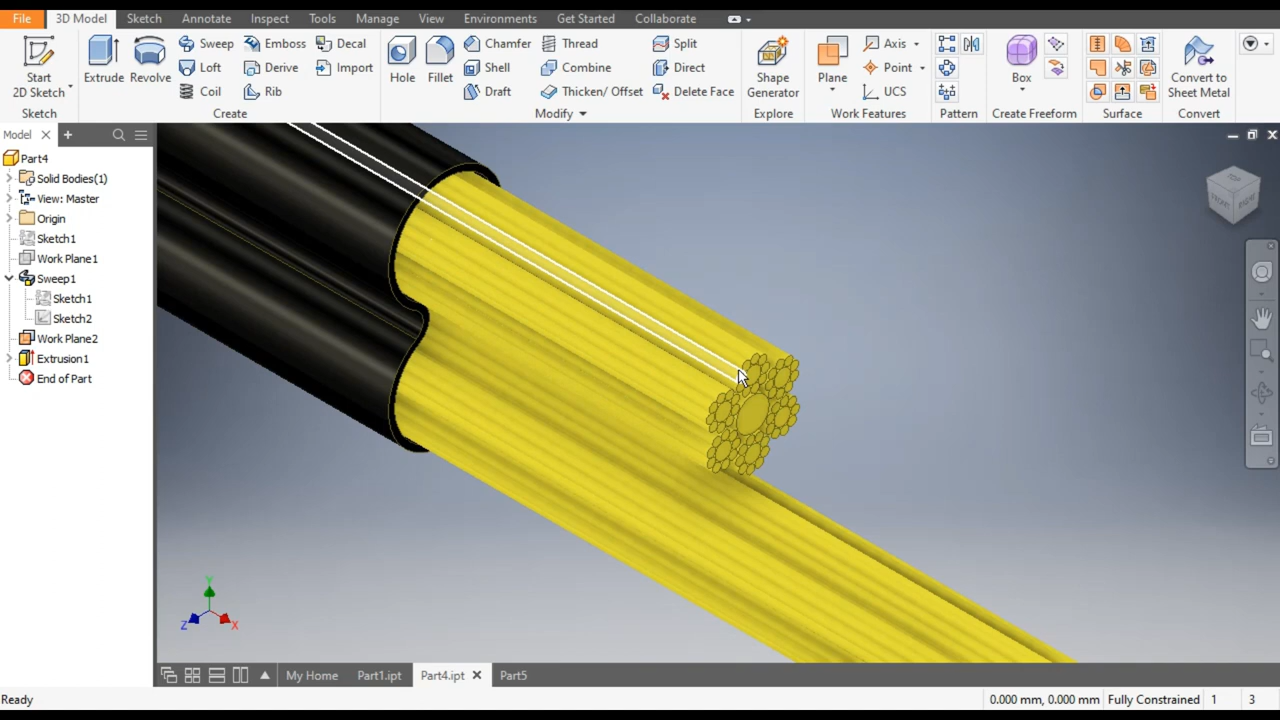 File 3D Model Sketch Annotate Inspect Tools Manage View Environments Get Started Collaborate
Start
2D Sketch
Sketch
Extrude
Revolve
Sweep
Loft
Coil
Emboss
Derive
Rib
Decal
Import
Create
Hole
Fillet
Chamfer
Shell
Draft
Thread
Combine
Thicken/ Offset
Split
Direct
Delete Face
Modify
Shape
Generator
Explore
Plane
Axis
Point
UCS
Work Features
Pattern
Box
Create Freeform
Surface
Convert to
Sheet Metal
Convert
Model
Part4
Solid Bodies(1)
View: Master
Origin
Sketch1
Work Plane1
Sweep1
Sketch1
Sketch2
Work Plane2
Extrusion1
End of Part
TOP
FRONT
RIGHT
Y
Z
X
My Home Part1.ipt Part4.ipt Part5
Ready
0.000 mm, 0.000 mm Fully Constrained 1 3